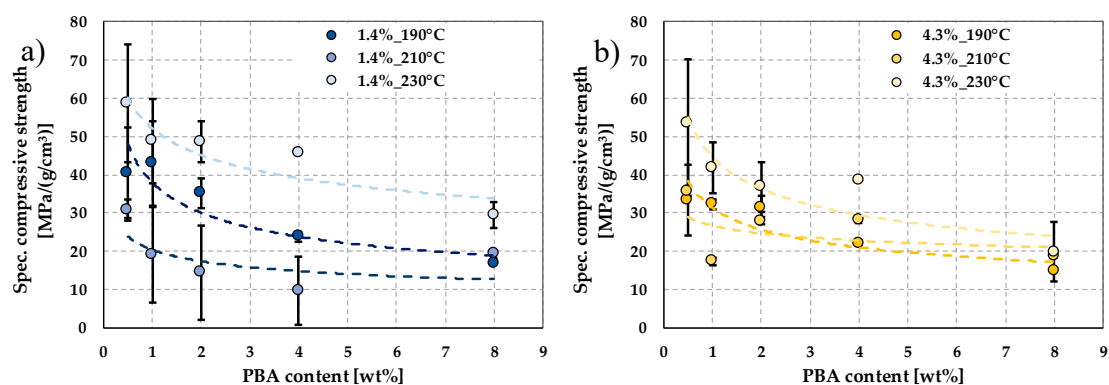 a)
Spec. compressive strength
[MPa/(g/cm³)]
80
70
60
50
40
30
20
10
0
1.4%_190°C
1.4%_210°C
1.4%_230°C
0 1 2 3 4 5 6 7 8 9
PBA content [wt%]
b)
Spec. compressive strength
[MPa/(g/cm³)]
80
70
60
50
40
30
20
10
0
4.3%_190°C
4.3%_210°C
4.3%_230°C
0 1 2 3 4 5 6 7 8 9
PBA content [wt%]